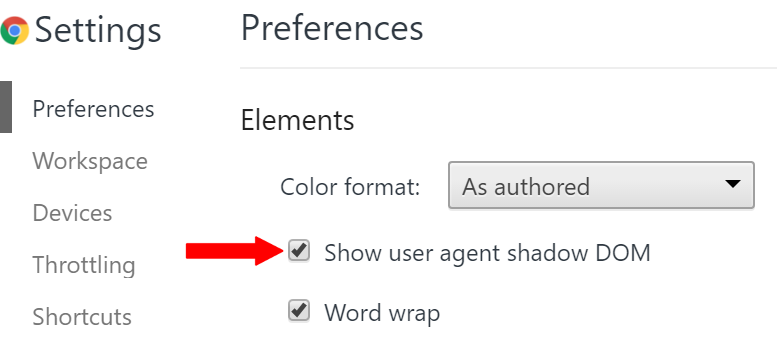 Settings
Preferences
Workspace
Devices
Throttling
Shortcuts
Preferences
Elements
Color format: As authored
Show user agent shadow DOM
Word wrap